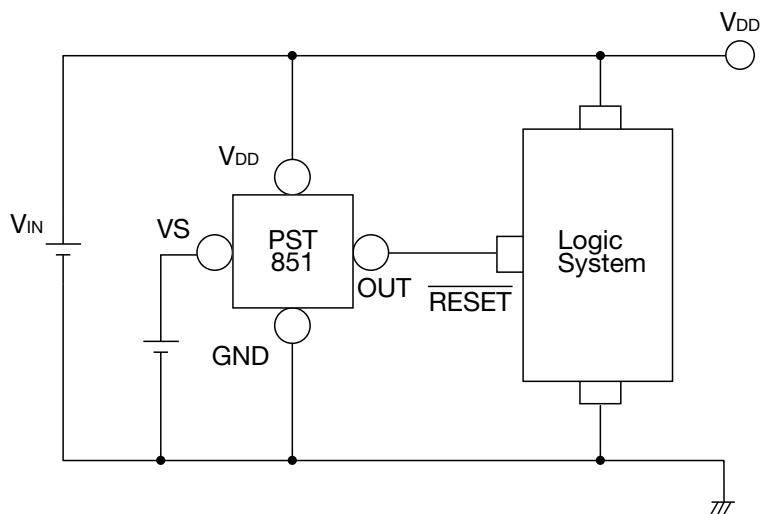 VDD
VDD
VIN
VS
PST
851
OUT
GND
RESET
Logic
System